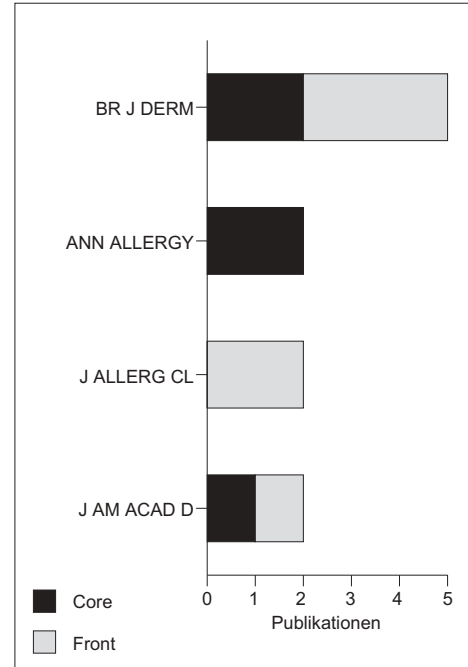 BR J DERM
ANN ALLERGY
J ALLERG CL
J AM ACAD D
0 1 2 3 4 5
Publikationen
Core
Front